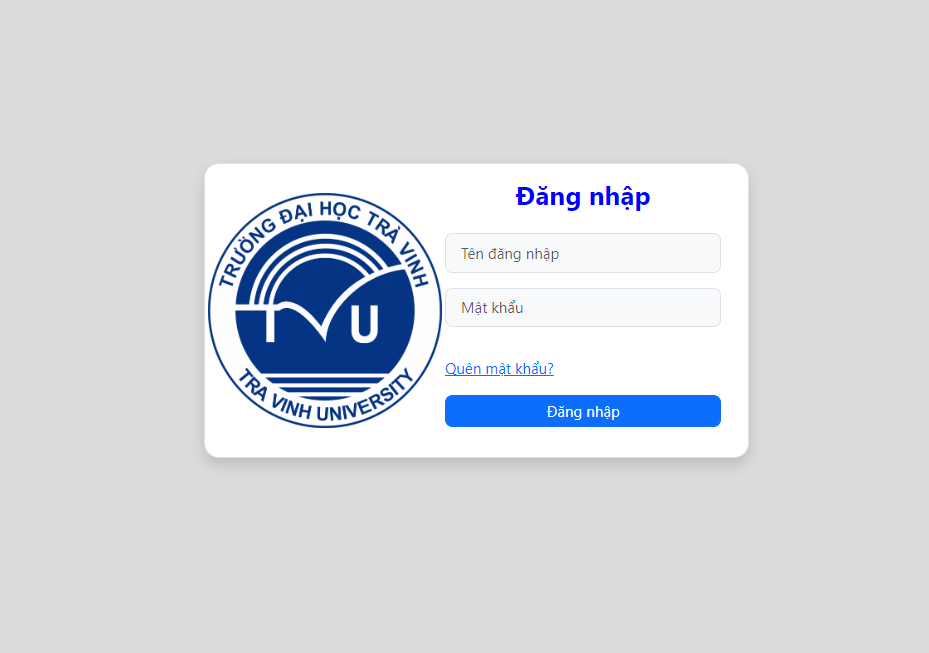 TRƯỜNG ĐẠI HỌC TRÀ VINH
TVU
TRA VINH UNIVERSITY
Đăng nhập
Tên đăng nhập
Mật khẩu
Quên mật khẩu?
Đăng nhập